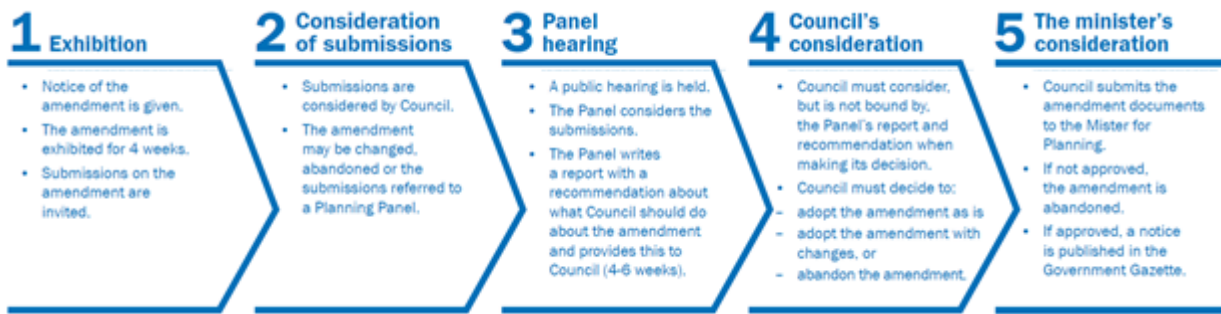 1 Exhibition
• Notice of the
amendment is given.
• The amendment is
exhibited for 4 weeks.
• Submissions on the
amendment are
invited.
2 Consideration
of submissions
• Submissions are
considered by Council.
• The amendment
may be changed,
abandoned or the
submissions referred to
a Planning Panel.
3 Panel
hearing
• A public hearing is held.
• The Panel considers the
submissions.
• The Panel writes
a report with a
recommendation about
what Council should do
about the amendment
and provides this to
Council (4-6 weeks).
4 Council's
consideration
• Council must consider,
but is not bound by,
the Panel's report and
recommendation when
making its decision.
• Council must decide to:
– adopt the amendment as is
– adopt the amendment with
changes, or
– abandon the amendment.
5 The minister's
consideration
• Council submits the
amendment documents
to the Mister for
Planning.
• If not approved,
the amendment is
abandoned.
• If approved, a notice
is published in the
Government Gazette.